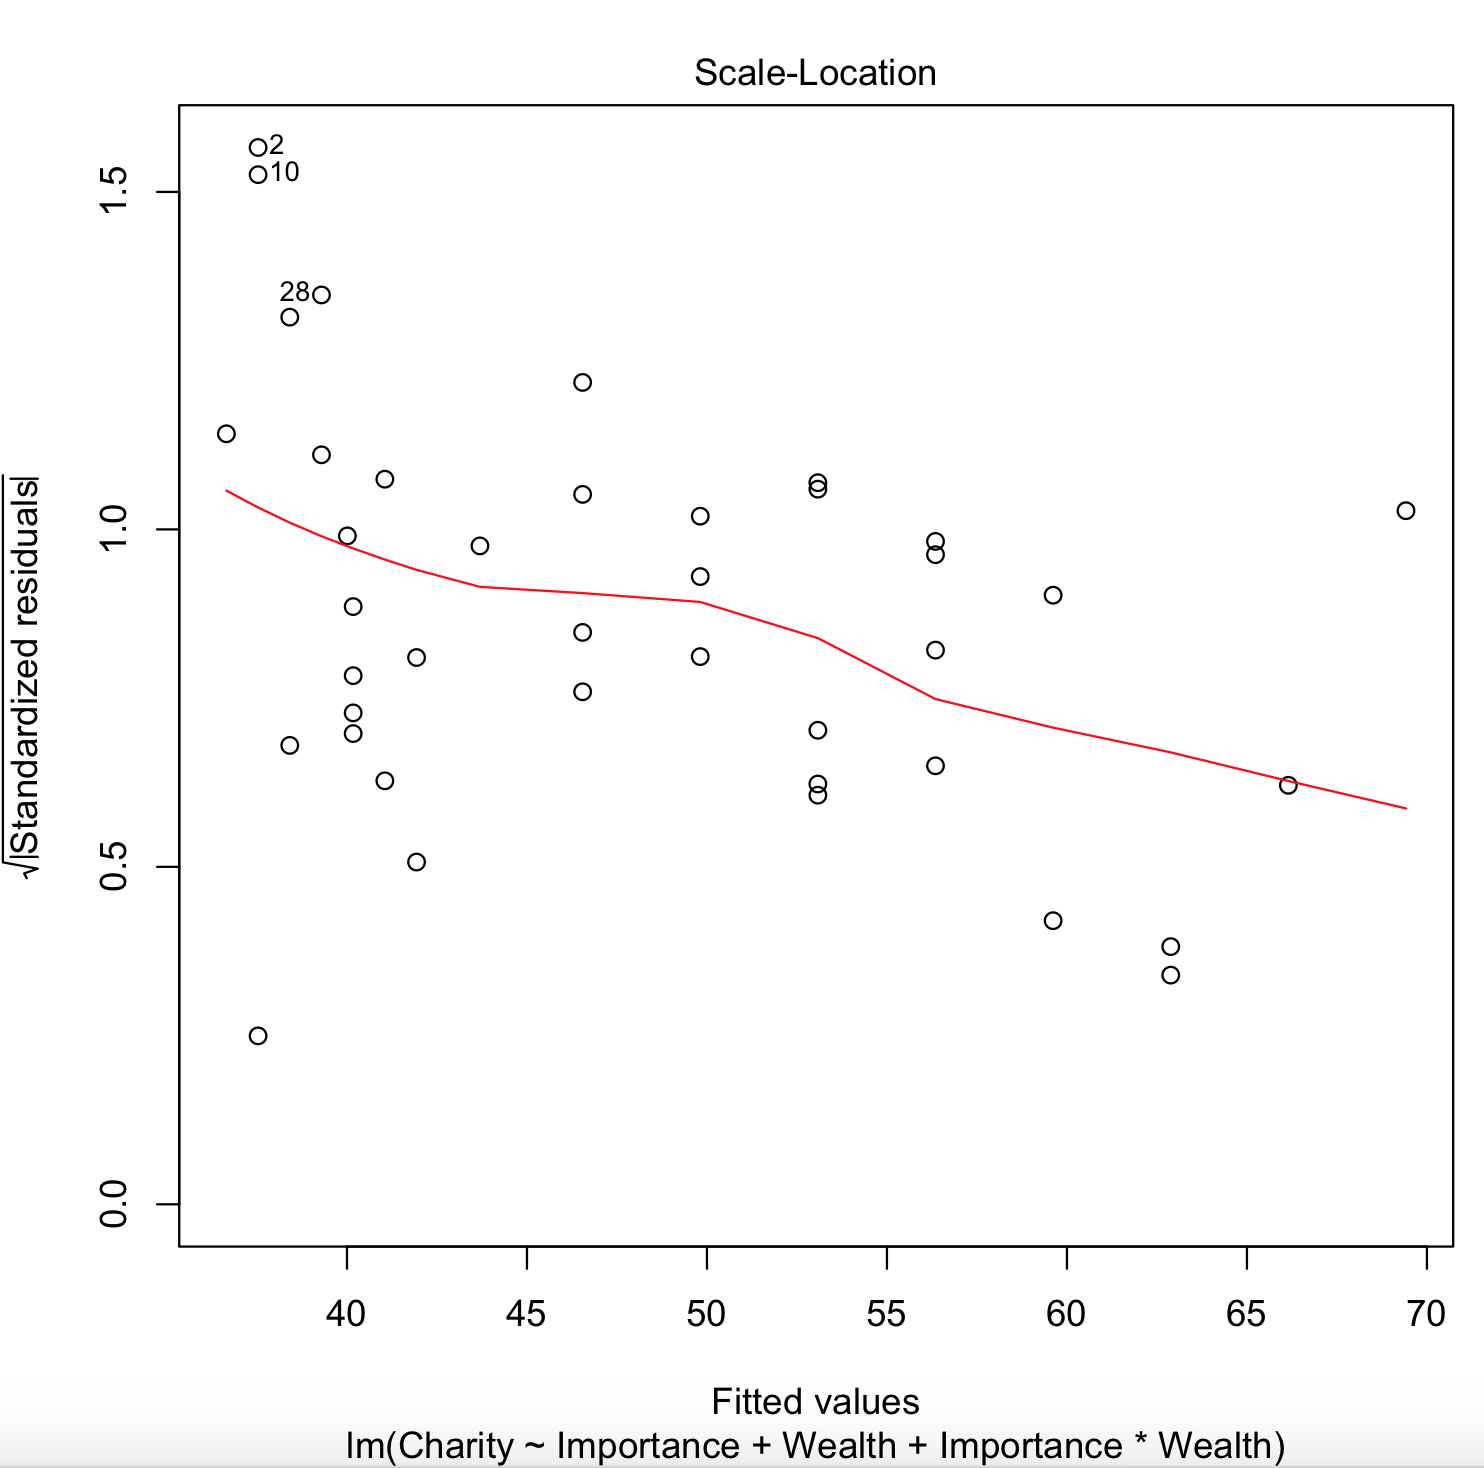 Scale-Location
2
10
28
1.5
1.0
0.5
0.0
√|Standardized residuals|
40 45 50 55 60 65 70
Fitted values
lm(Charity ~ Importance + Wealth + Importance * Wealth)